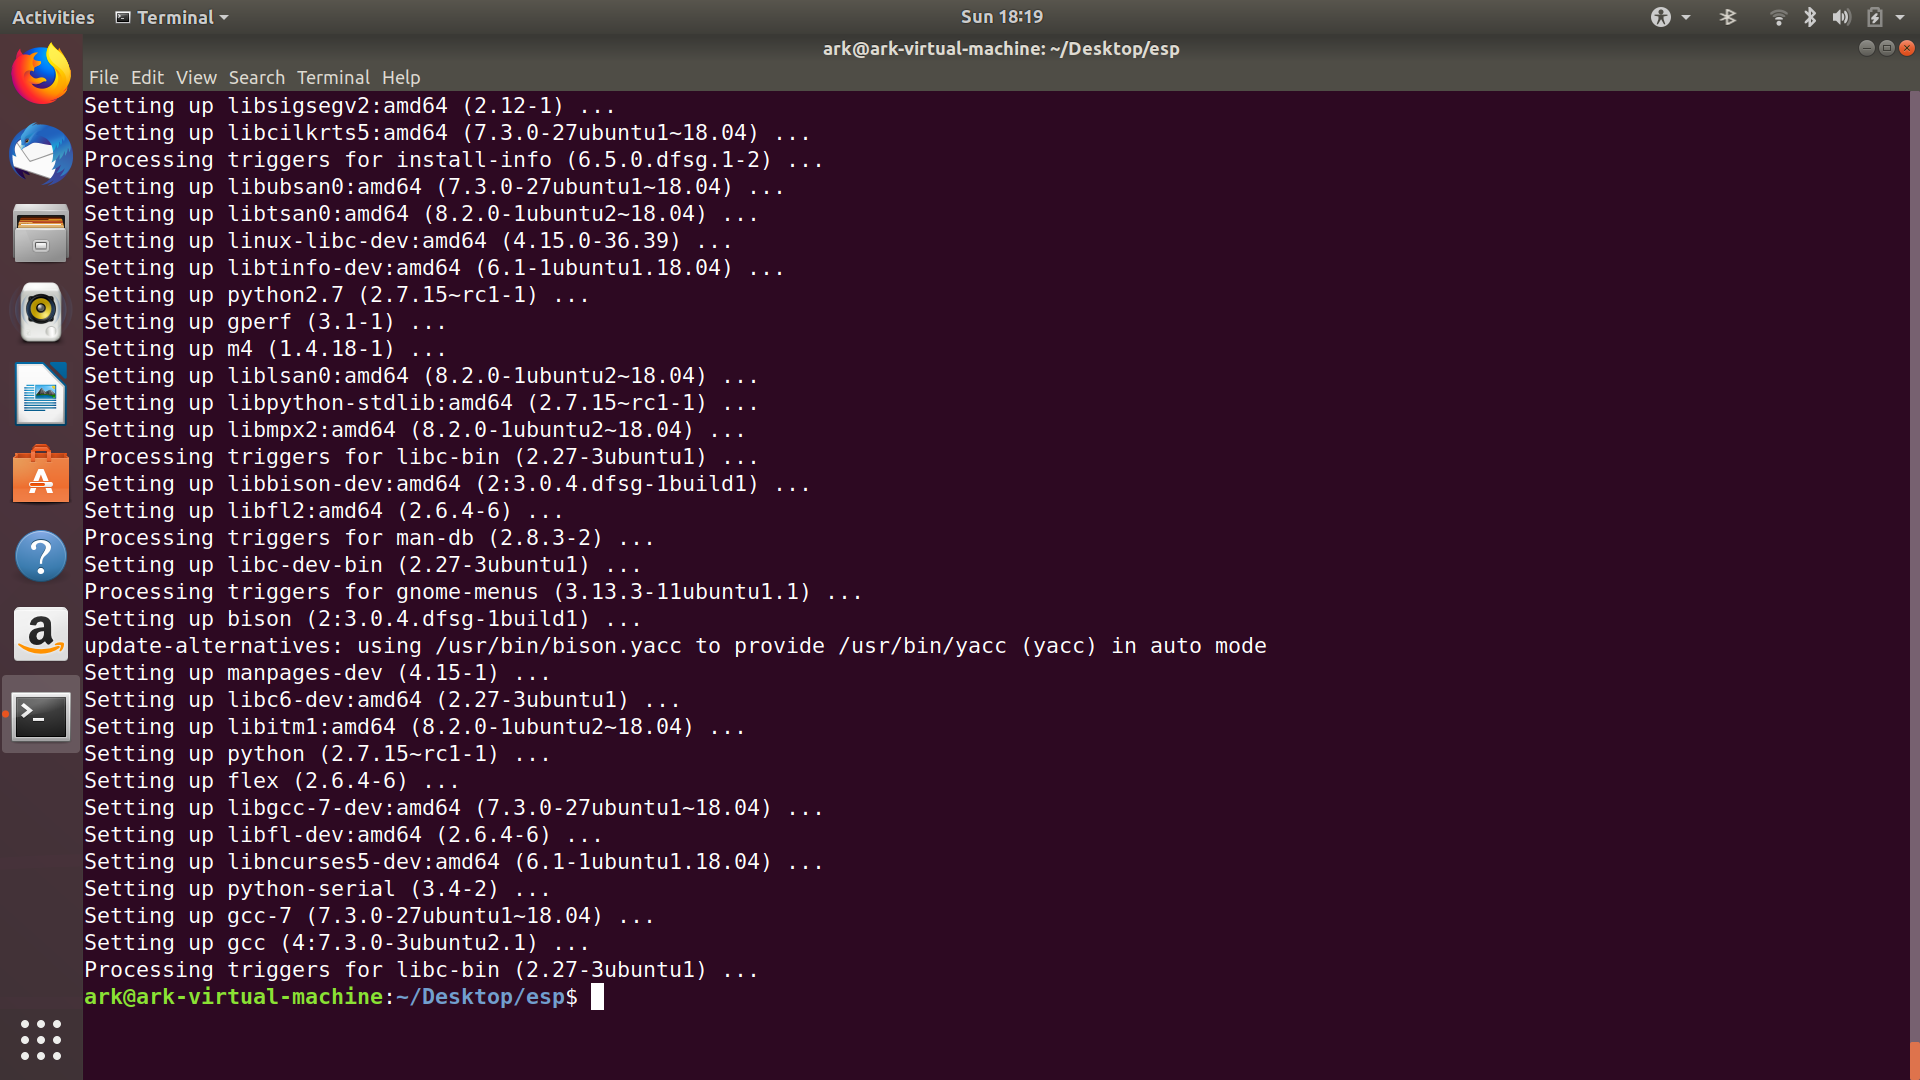 Activities Terminal Sun 18:19
ark@ark-virtual-machine: ~/Desktop/esp
File Edit View Search Terminal Help
Setting up libsigsegv2:amd64 (2.12-1) ...
Setting up libcilkrts5:amd64 (7.3.0-27ubuntu1~18.04) ...
Processing triggers for install-info (6.5.0.dfsg.1-2) ...
Setting up libubsan0:amd64 (7.3.0-27ubuntu1~18.04) ...
Setting up libtsan0:amd64 (8.2.0-1ubuntu2~18.04) ...
Setting up linux-libc-dev:amd64 (4.15.0-36.39) ...
Setting up libtinfo-dev:amd64 (6.1-1ubuntu1.18.04) ...
Setting up python2.7 (2.7.15~rc1-1) ...
Setting up gperf (3.1-1) ...
Setting up m4 (1.4.18-1) ...
Setting up liblsan0:amd64 (8.2.0-1ubuntu2~18.04) ...
Setting up libpython-stdlib:amd64 (2.7.15~rc1-1) ...
Setting up libmpx2:amd64 (8.2.0-1ubuntu2~18.04) ...
Processing triggers for libc-bin (2.27-3ubuntu1) ...
Setting up libbison-dev:amd64 (2:3.0.4.dfsg-1build1) ...
Setting up libfl2:amd64 (2.6.4-6) ...
Processing triggers for man-db (2.8.3-2) ...
Setting up libc-dev-bin (2.27-3ubuntu1) ...
Processing triggers for gnome-menus (3.13.3-11ubuntu1.1) ...
Setting up bison (2:3.0.4.dfsg-1build1) ...
update-alternatives: using /usr/bin/bison.yacc to provide /usr/bin/yacc (yacc) in auto mode
Setting up manpages-dev (4.15-1) ...
Setting up libc6-dev:amd64 (2.27-3ubuntu1) ...
Setting up libitm1:amd64 (8.2.0-1ubuntu2~18.04) ...
Setting up python (2.7.15~rc1-1) ...
Setting up flex (2.6.4-6) ...
Setting up libgcc-7-dev:amd64 (7.3.0-27ubuntu1~18.04) ...
Setting up libfl-dev:amd64 (2.6.4-6) ...
Setting up libncurses5-dev:amd64 (6.1-1ubuntu1.18.04) ...
Setting up python-serial (3.4-2) ...
Setting up gcc-7 (7.3.0-27ubuntu1~18.04) ...
Setting up gcc (4:7.3.0-3ubuntu2.1) ...
Processing triggers for libc-bin (2.27-3ubuntu1) ...
ark@ark-virtual-machine:~/Desktop/esp$